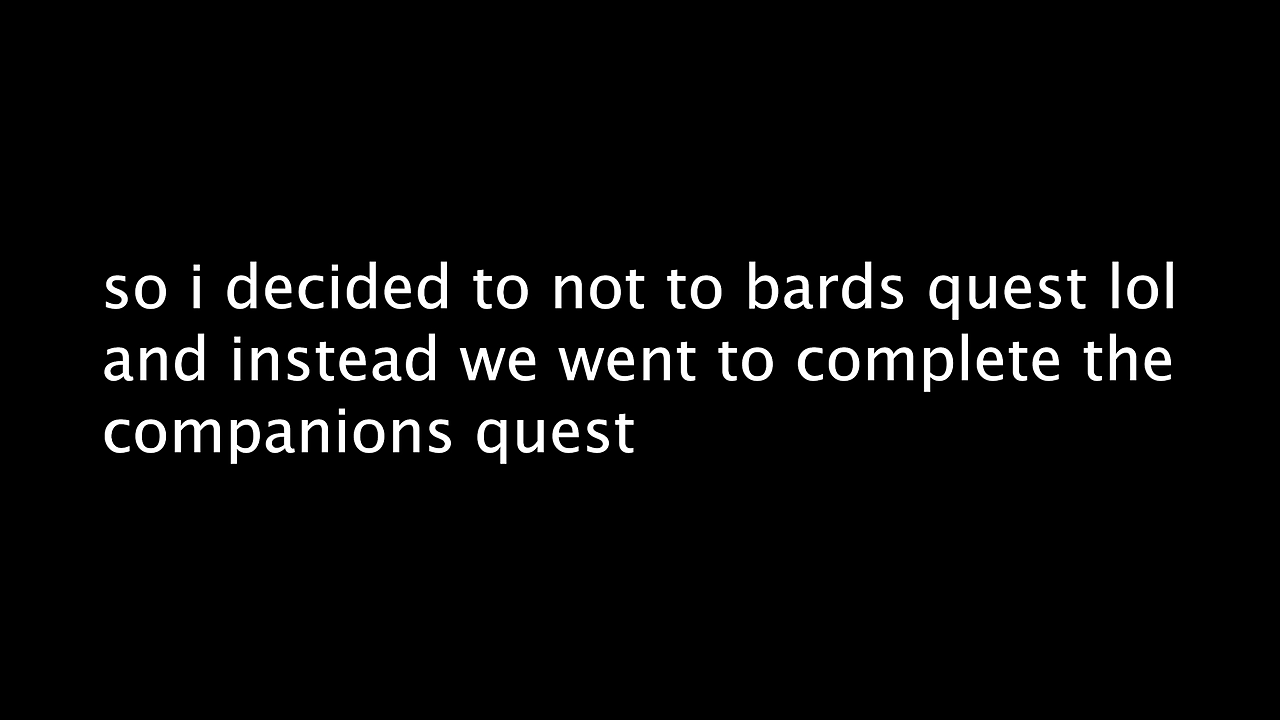 so i decided to not to bards quest lol
and instead we went to complete the
companions quest